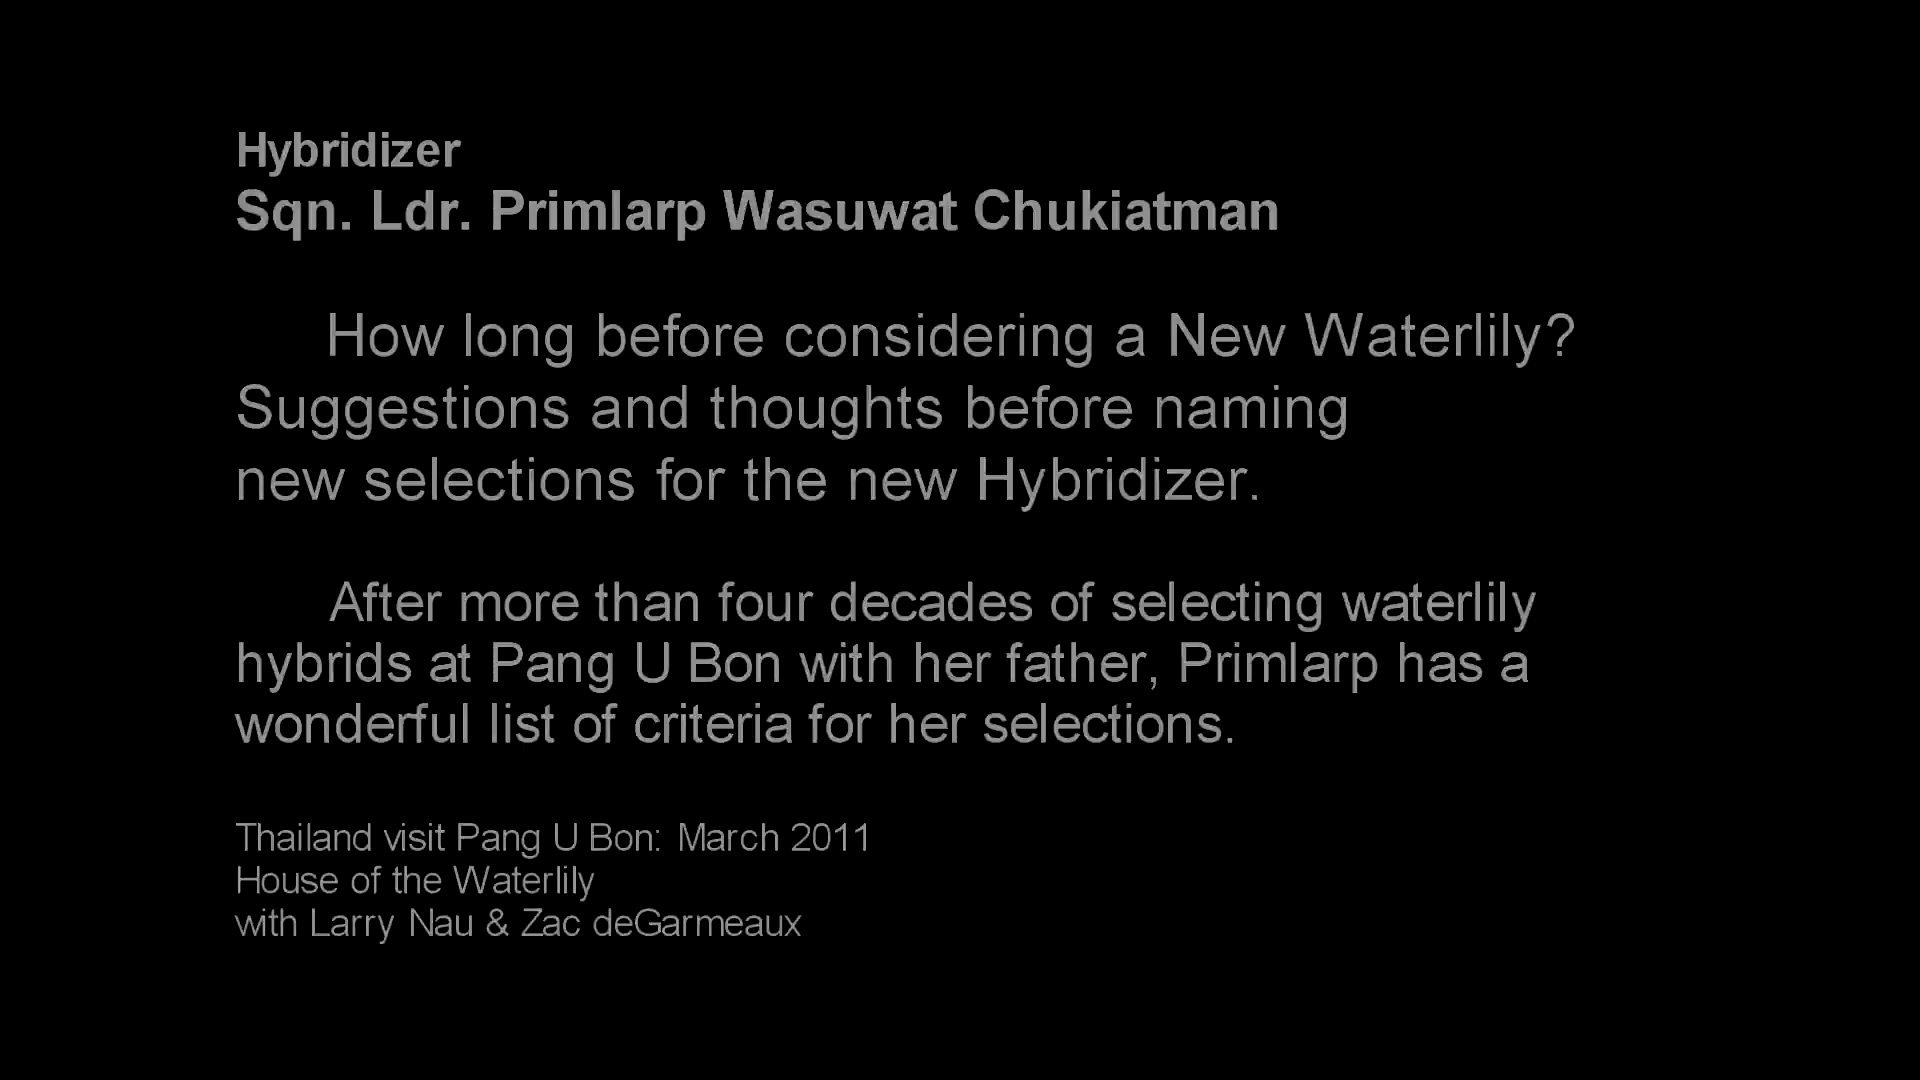 Hybridizer
Sqn. Ldr. Primlarp Wasuwat Chukiatman
How long before considering a New Waterlily?
Suggestions and thoughts before naming
new selections for the new Hybridizer.
After more than four decades of selecting waterlily
hybrids at Pang U Bon with her father, Primlarp has a
wonderful list of criteria for her selections.
Thailand visit Pang U Bon: March 2011
House of the Waterlily
with Larry Nau & Zac deGarmeaux